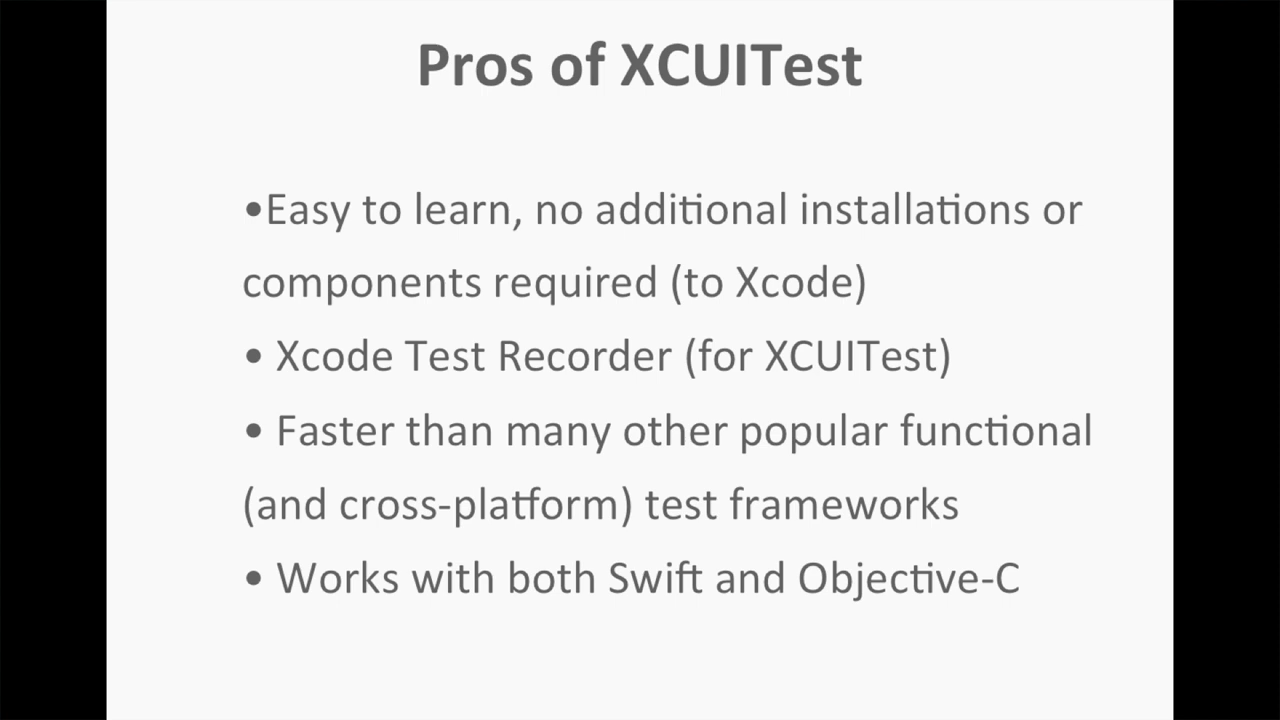 Pros of XCUITest
•Easy to learn, no additional installations or
components required (to Xcode)
• Xcode Test Recorder (for XCUITest)
• Faster than many other popular functional
(and cross-platform) test frameworks
• Works with both Swift and Objective-C